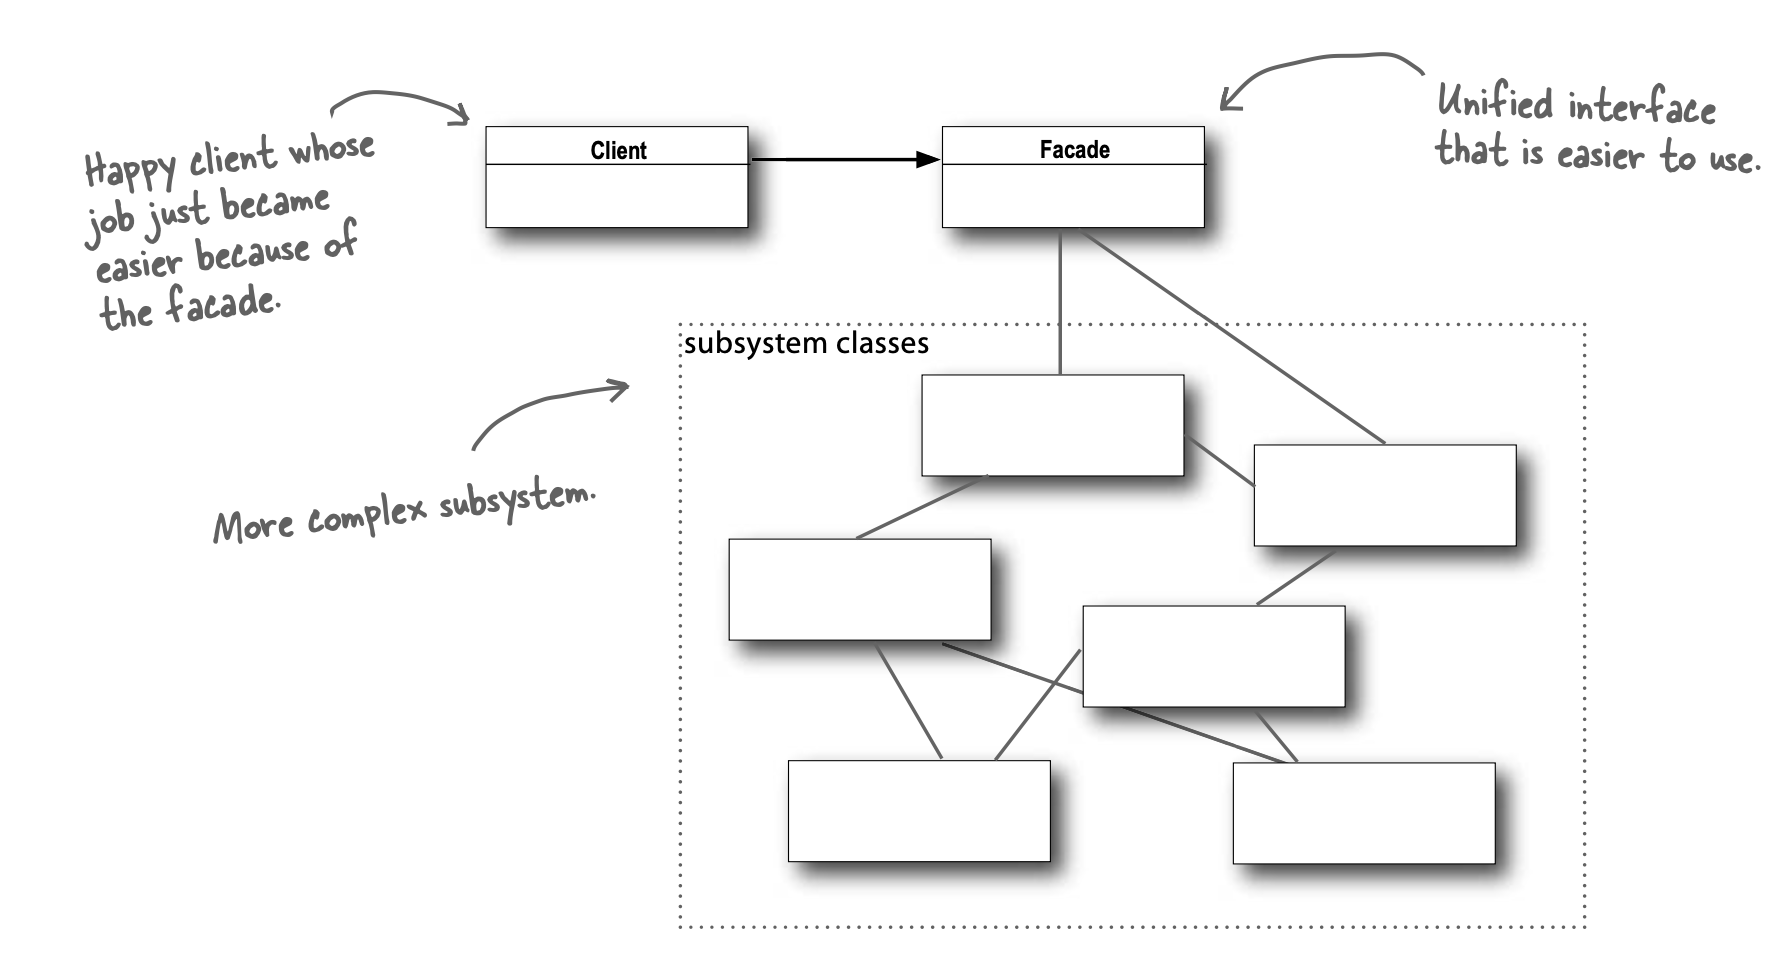 Happy client whose
job just became
easier because of
the facade.
Client
Facade
Unified interface
that is easier to use.
subsystem classes
More complex subsystem.